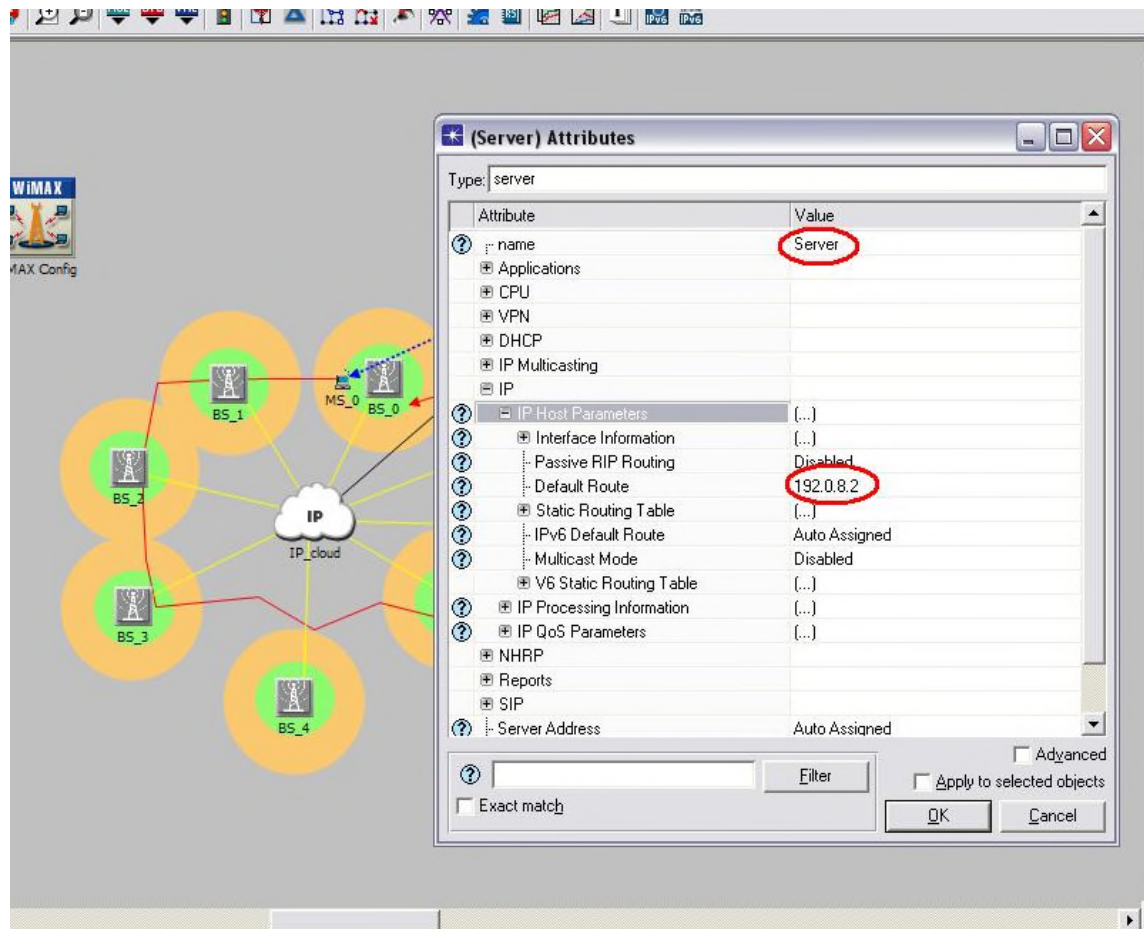 IPv6 IPv6
(Server) Attributes
Type: server
Attribute Value
name Server
Applications
CPU
VPN
DHCP
IP Multicasting
IP
IP Host Parameters (...)
Interface Information (...)
Passive RIP Routing Disabled
Default Route 192.0.8.2
Static Routing Table (...)
IPv6 Default Route Auto Assigned
Multicast Mode Disabled
V6 Static Routing Table (...)
IP Processing Information (...)
IP QoS Parameters (...)
NHRP
Reports
SIP
Server Address Auto Assigned
Advanced
Filter
Apply to selected objects
Exact match
OK Cancel
WiMAX
Config
MS_0
BS_0
BS_1
BS_2
IP
IP_cloud
BS_3
BS_4